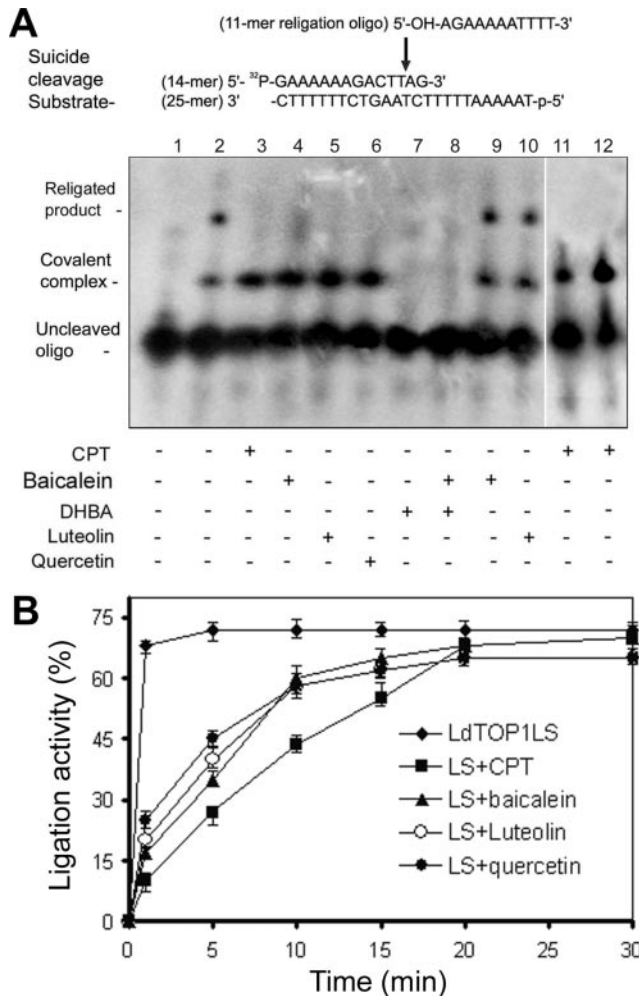 A
(11-mer religation oligo) 5'-OH-AGAAAAATTTT-3'
Suicide
cleavage (14-mer) 5'- ³²P-GAAAAAAGACTTAG-3'
Substrate- (25-mer) 3' -CTTTTTTCTGAATCTTTTTAAAAAT-p-5'
1 2 3 4 5 6 7 8 9 10 11 12
Religated
product -
Covalent
complex -
Uncleaved
oligo -
CPT - - + - - - - - - - + +
Baicalein - - - + - - - + + - - -
DHBA - - - - - - + + - - - -
Luteolin - - - - + - - - - + - -
Quercetin - - - - - + - - - - - -
B
Ligation activity (%)
75
60
45
30
15
0
LdTOP1LS
LS+CPT
LS+baicalein
LS+Luteolin
LS+quercetin
0 5 10 15 20 25 30
Time (min)